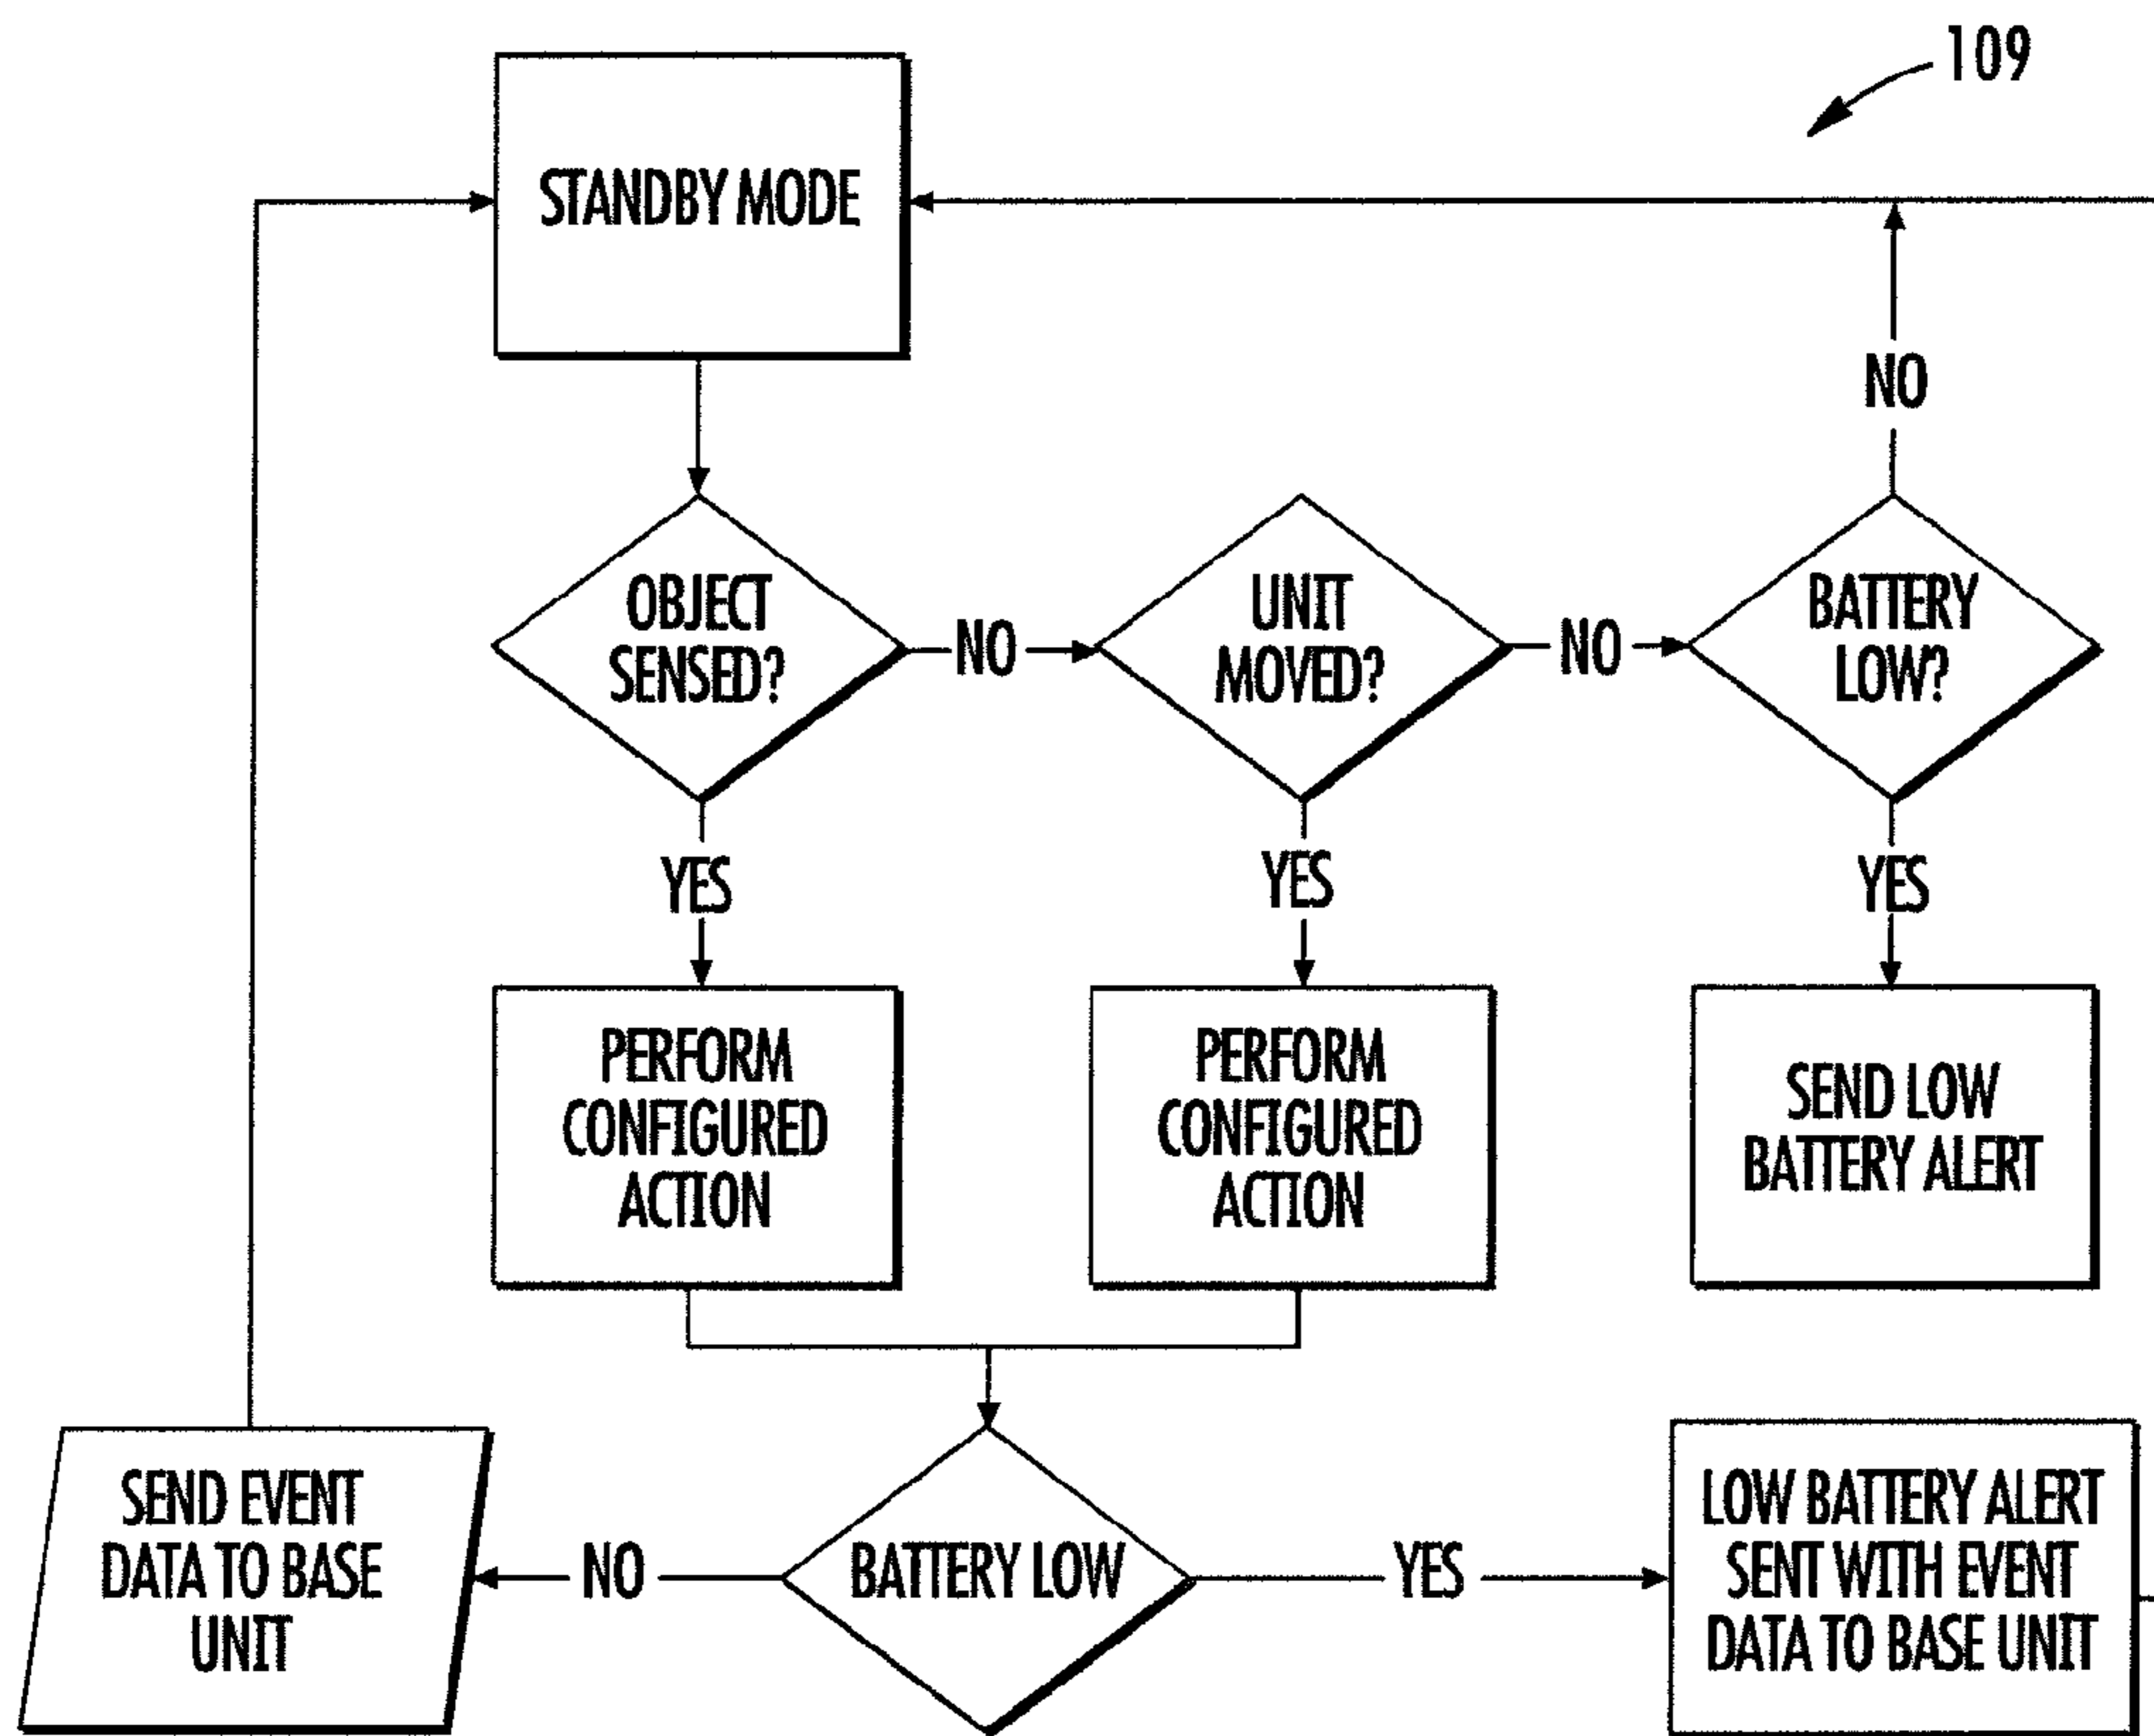 109
STANDBY MODE
NO
OBJECT
SENSED?
NO
UNIT
MOVED?
NO
BATTERY
LOW?
YES
YES
YES
PERFORM
CONFIGURED
ACTION
PERFORM
CONFIGURED
ACTION
SEND LOW
BATTERY ALERT
SEND EVENT
DATA TO BASE
UNIT
NO
BATTERY LOW
YES
LOW BATTERY ALERT
SENT WITH EVENT
DATA TO BASE UNIT